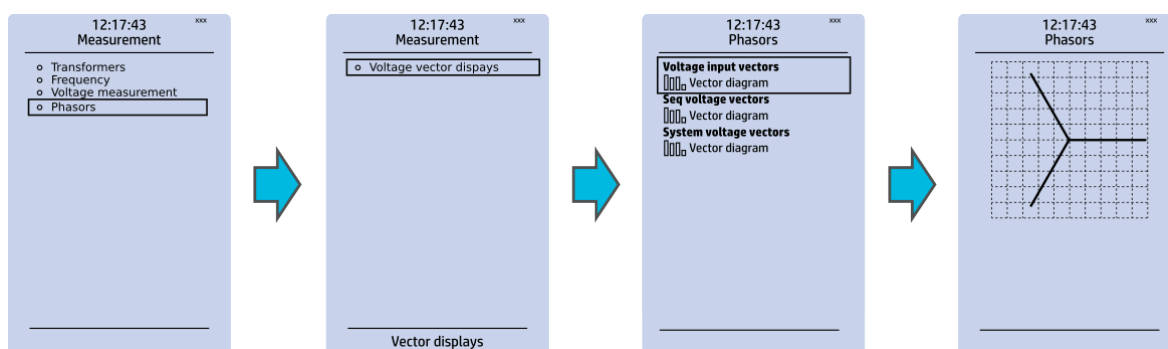 12:17:43
xxx
Measurement
Transformers
Frequency
Voltage measurement
Phasors
12:17:43
xxx
Measurement
Voltage vector dispays
Vector displays
12:17:43
xxx
Phasors
Voltage input vectors
Vector diagram
Seq voltage vectors
Vector diagram
System voltage vectors
Vector diagram
12:17:43
xxx
Phasors